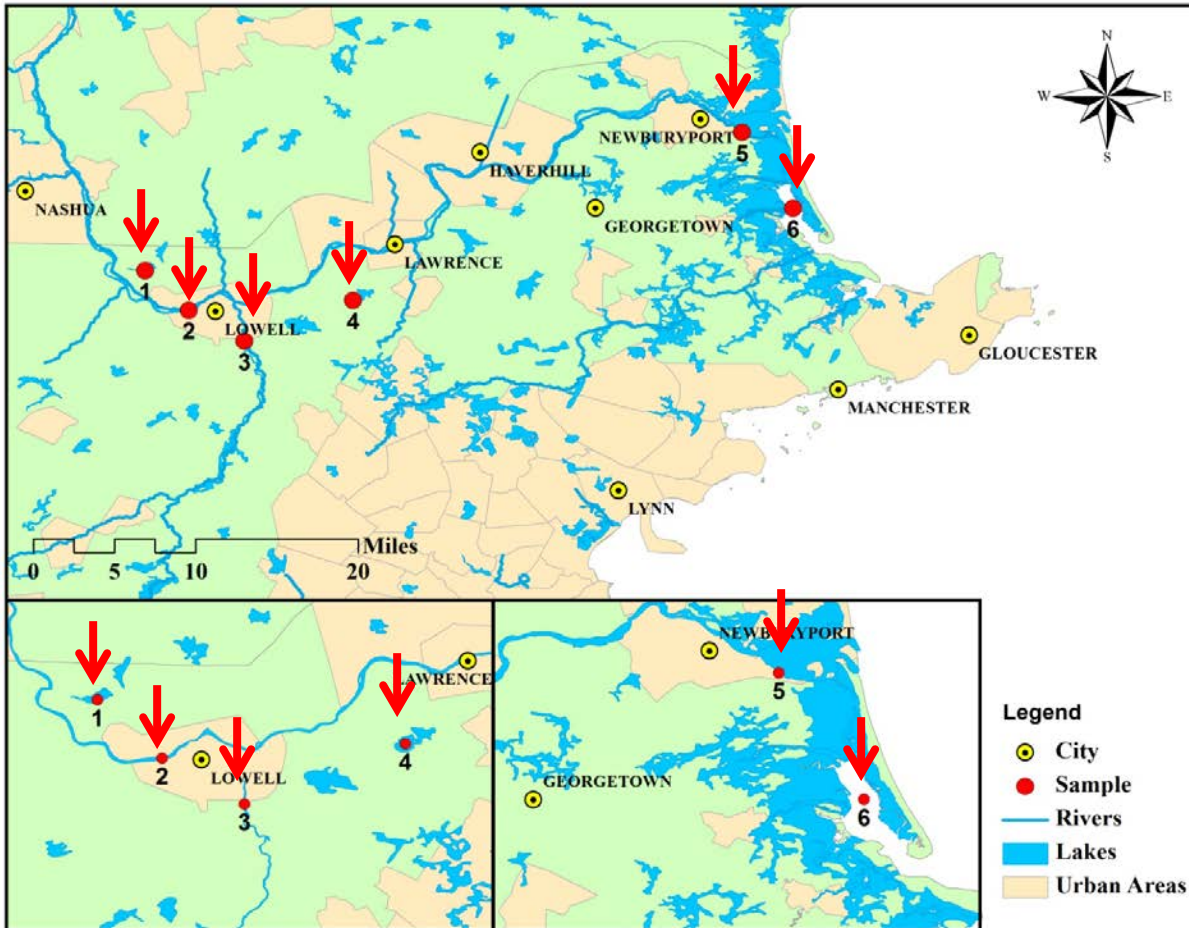 N
W
E
S
NEWBURYPORT
5
HAVERHILL
NASHUA
GEORGETOWN
6
LAWRENCE
1
2
LOWELL
4
3
GLOUCESTER
MANCHESTER
LYNN
Miles
0 5 10 20
LAWRENCE
1
2
LOWELL
4
3
NEWBURYPORT
5
GEORGETOWN
6
Legend
City
Sample
Rivers
Lakes
Urban Areas